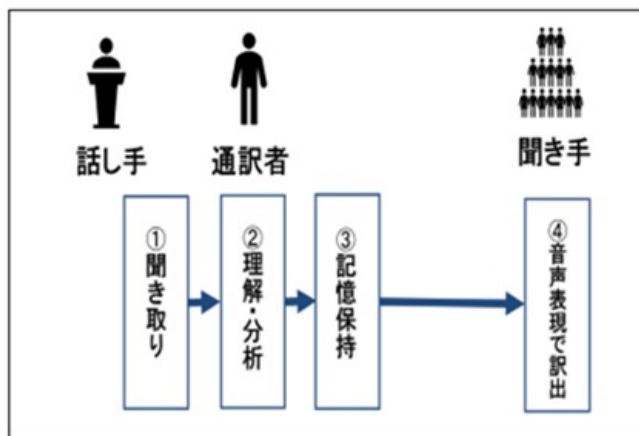 話し手
通訳者
聞き手
①聞き取り
②理解・分析
③記憶保持
④音声表現で訳出